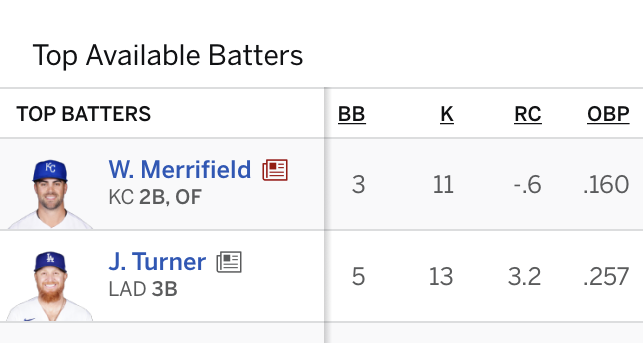 Top Available Batters
TOP BATTERS BB K RC OBP
W. Merrifield
KC 2B, OF
3 11 -.6 .160
J. Turner
LAD 3B
5 13 3.2 .257